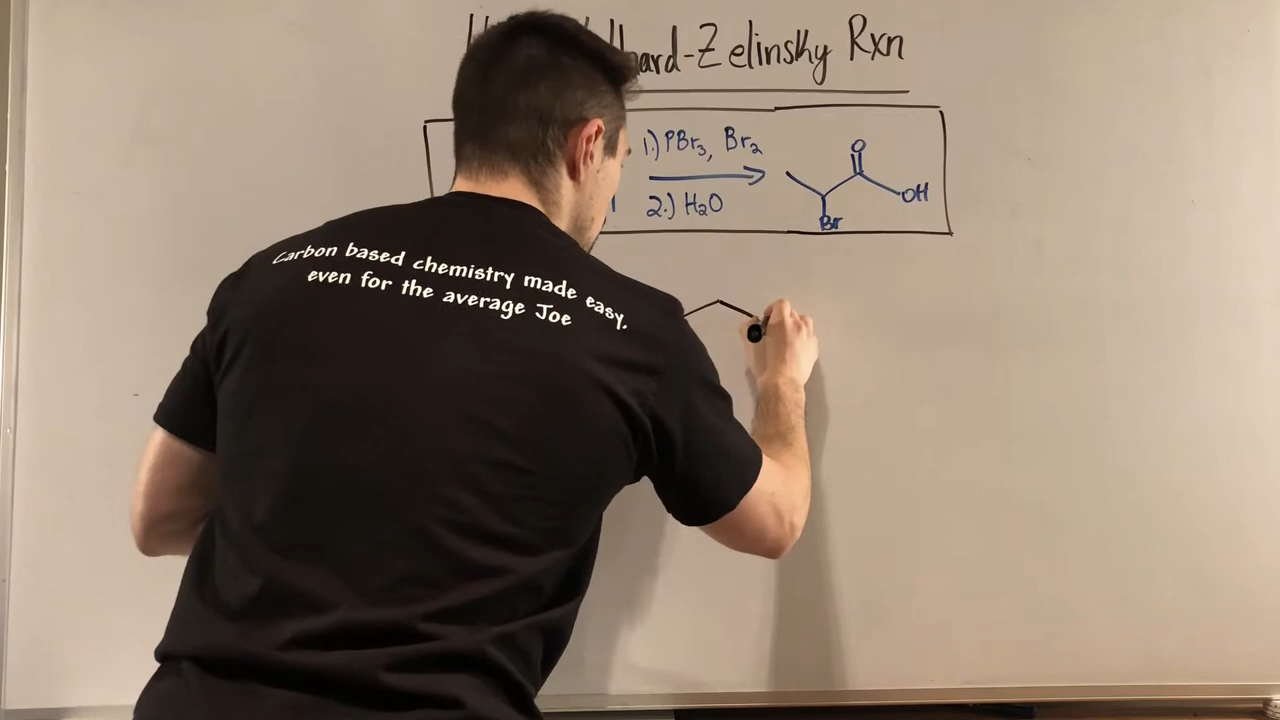 lhard-Zelinsky Rxn
1.) PBr₃, Br₂
2.) H₂O
O
OH
Br
Carbon based chemistry made easy,
even for the average Joe